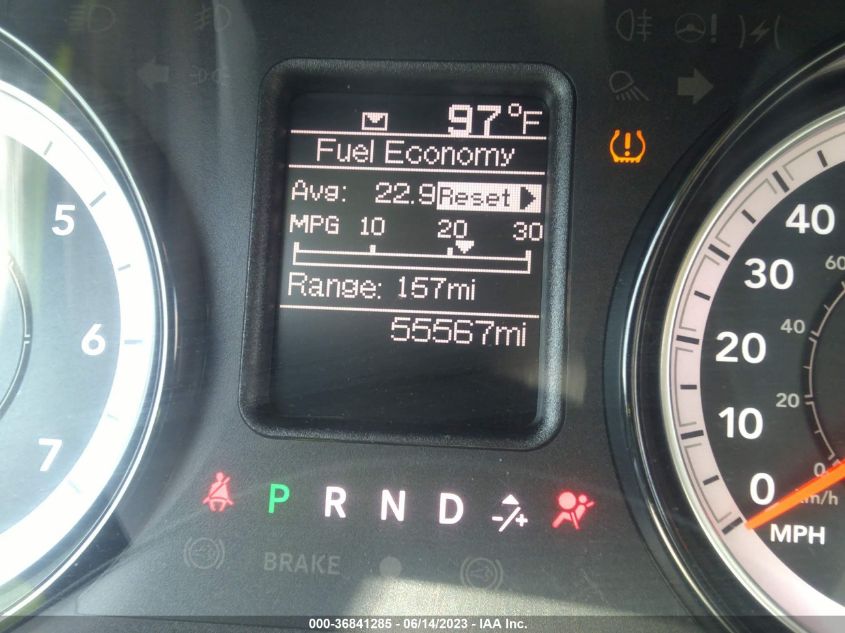 97°F
Fuel Economy
Avg: 22.9 Reset
MPG 10 20 30
Range: 157mi
55567mi
5
6
7
40
30
20
10
0
MPH
60
40
20
0
km/h
P R N D -/+
BRAKE
000-36841285 - 06/14/2023 - IAA Inc.